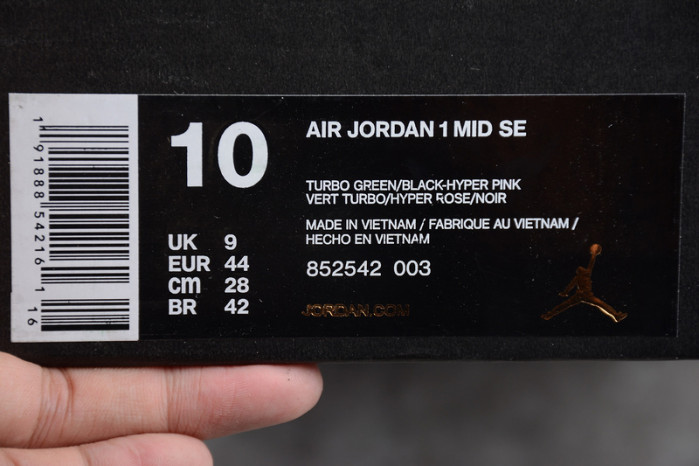 1 91888 54216 1 16
10
UK 9
EUR 44
cm 28
BR 42
AIR JORDAN 1 MID SE
TURBO GREEN/BLACK-HYPER PINK
VERT TURBO/HYPER ROSE/NOIR
MADE IN VIETNAM / FABRIQUE AU VIETNAM /
HECHO EN VIETNAM
852542 003
JORDAN.COM